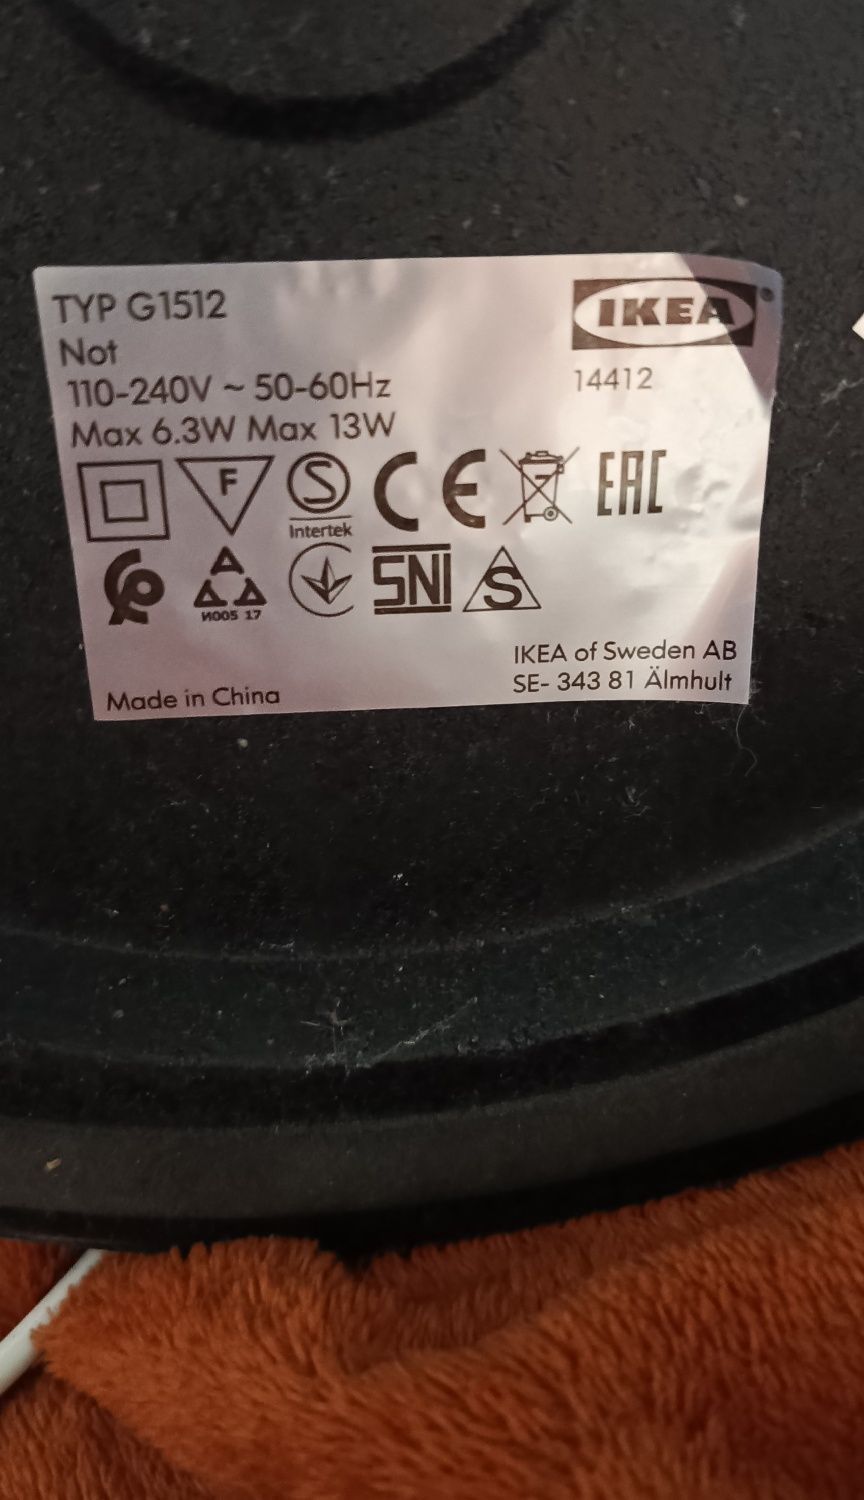 TYP G1512
Not
110-240V ~ 50-60Hz
Max 6.3W Max 13W
IKEA®
14412
F
S
Intertek
CE
EAC
И005 17
SNI
S
Made in China
IKEA of Sweden AB
SE- 343 81 Älmhult